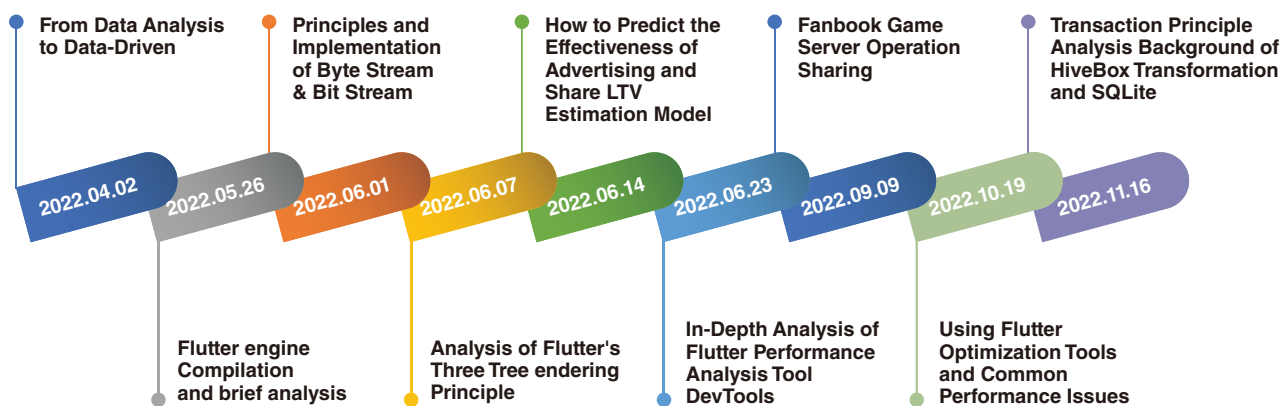 From Data Analysis
to Data-Driven
Principles and
Implementation
of Byte Stream
& Bit Stream
How to Predict the
Effectiveness of
Advertising and
Share LTV
Estimation Model
Fanbook Game
Server Operation
Sharing
Transaction Principle
Analysis Background of
HiveBox Transformation
and SQLite
2022.04.02
2022.05.26
2022.06.01
2022.06.07
2022.06.14
2022.06.23
2022.09.09
2022.10.19
2022.11.16
Flutter engine
Compilation
and brief analysis
Analysis of Flutter's
Three Tree endering
Principle
In-Depth Analysis of
Flutter Performance
Analysis Tool
DevTools
Using Flutter
Optimization Tools
and Common
Performance Issues